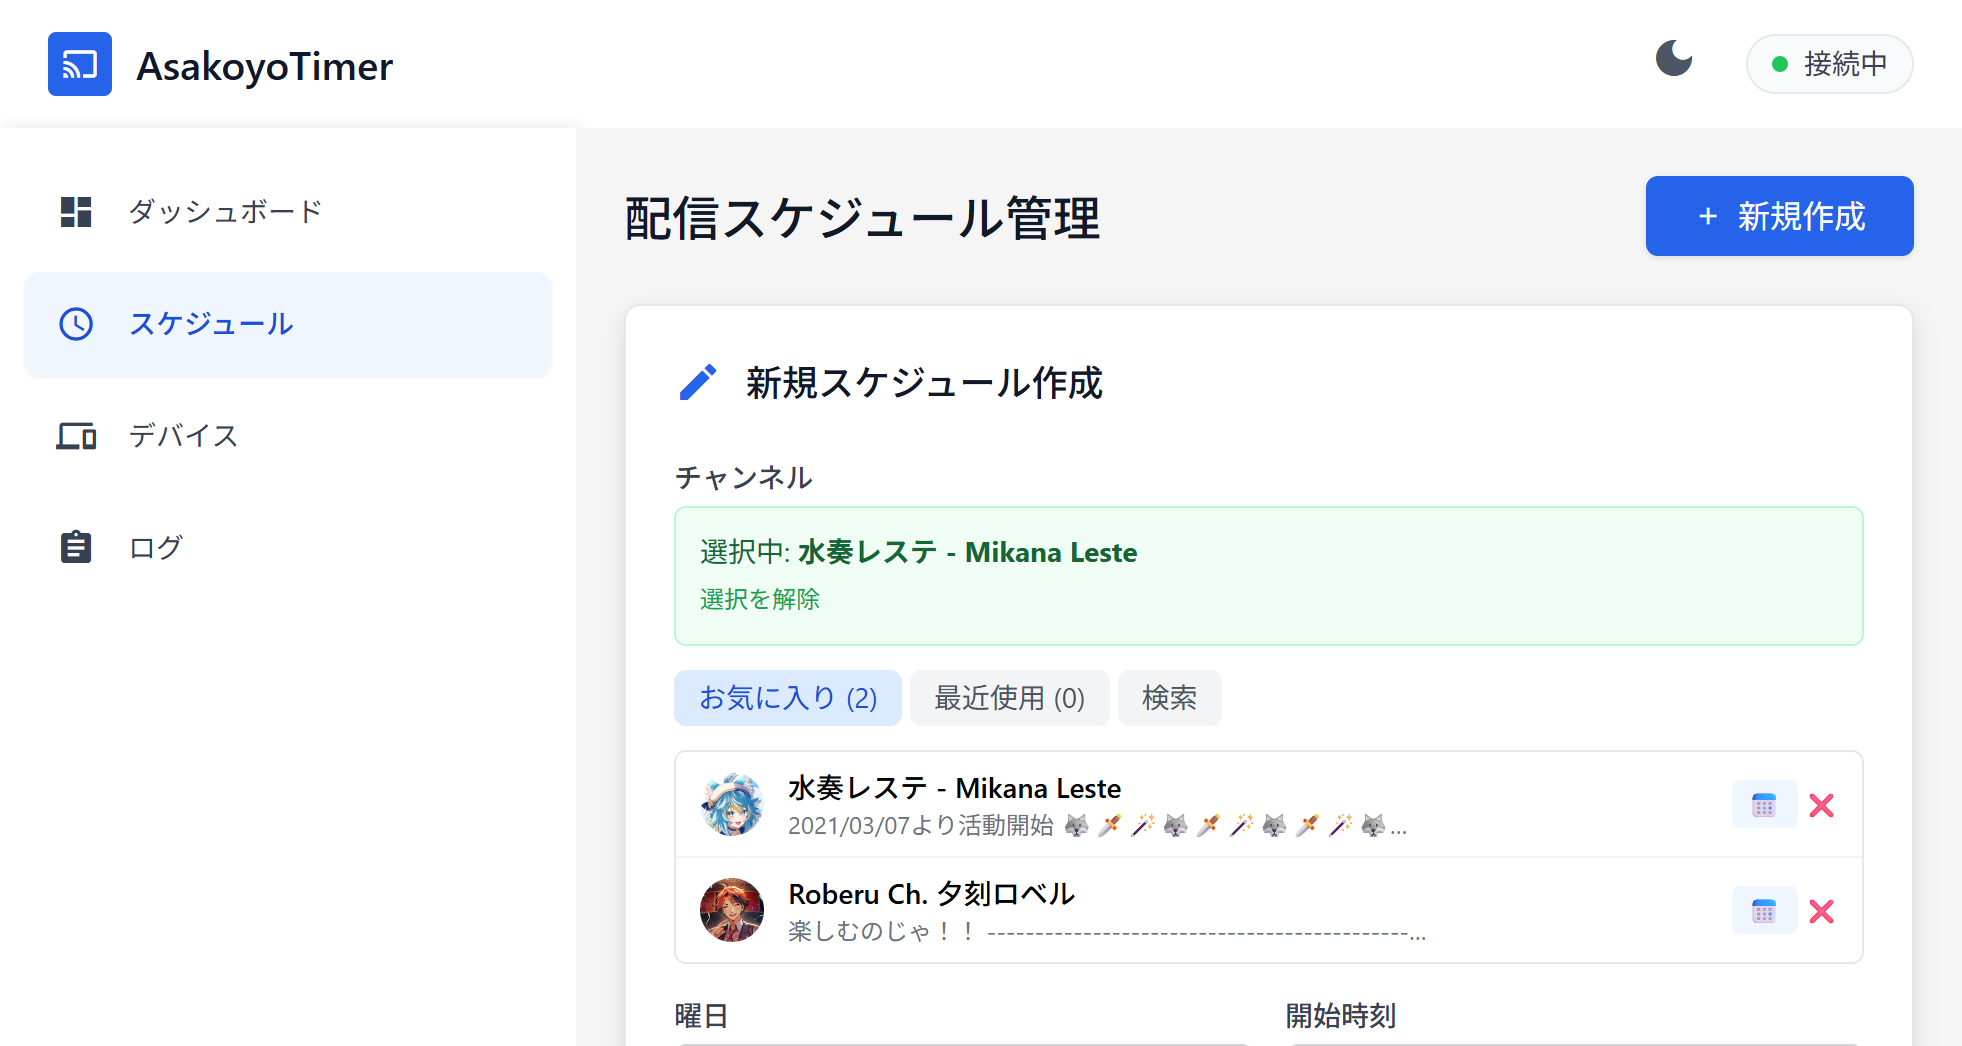 AsakoyoTimer
接続中
ダッシュボード
スケジュール
デバイス
ログ
配信スケジュール管理
+ 新規作成
新規スケジュール作成
チャンネル
選択中: 水奏レステ - Mikana Leste
選択を解除
お気に入り (2)
最近使用 (0)
検索
水奏レステ - Mikana Leste
2021/03/07より活動開始 🐺🗡️🪄🐺🗡️🪄🐺🗡️🪄🐺...
Roberu Ch. 夕刻ロベル
楽しむのじゃ！！ -------------------------------------------...
曜日
開始時刻